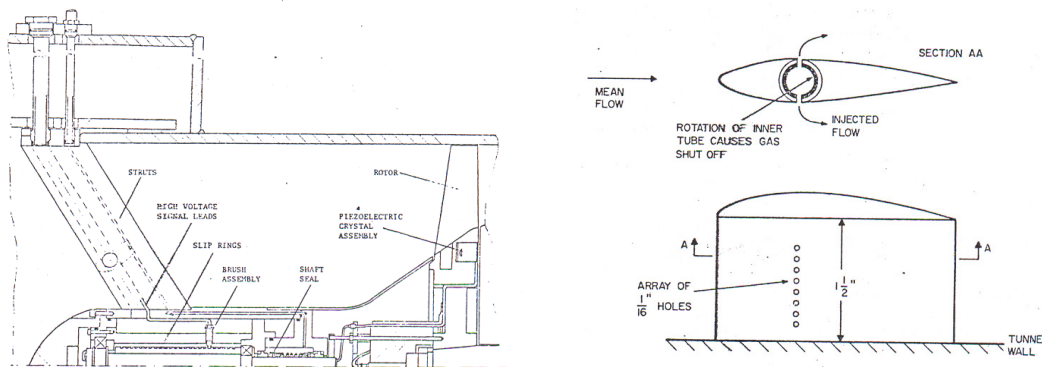 STRUTS
HIGH VOLTAGE
SIGNAL LEADS
SLIP RINGS
BRUSH
ASSEMBLY
SHAFT
SEAL
ROTOR
PIEZOELECTRIC
CRYSTAL
ASSEMBLY
SECTION AA
MEAN
FLOW
INJECTED
FLOW
ROTATION OF INNER
TUBE CAUSES GAS
SHUT OFF
A
A
ARRAY OF
1/16" HOLES
1 1/2"
TUNNE
WALL